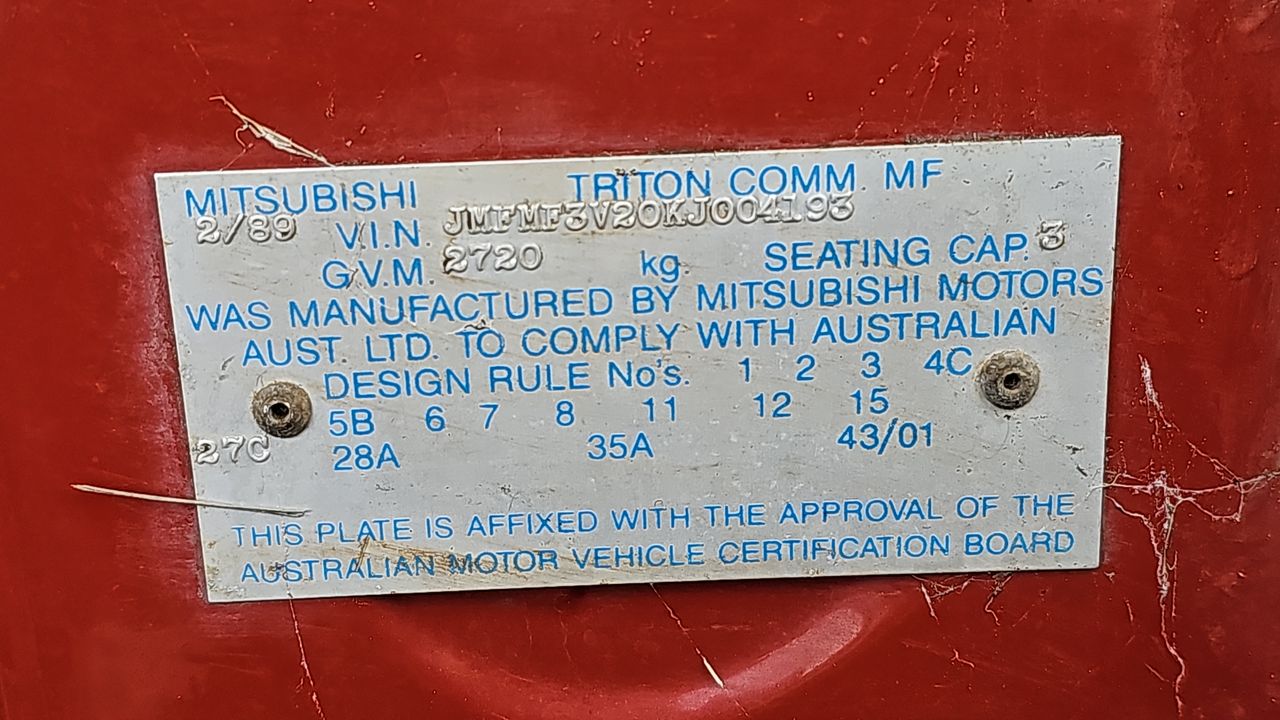 MITSUBISHI TRITON COMM. MF
2/89 V.I.N. JMFMF3V20KJ004193
G.V.M. 2720 kg. SEATING CAP. 3
WAS MANUFACTURED BY MITSUBISHI MOTORS
AUST. LTD. TO COMPLY WITH AUSTRALIAN
DESIGN RULE No's. 1 2 3 4C
5B 6 7 8 11 12 15
27C 28A 35A 43/01
THIS PLATE IS AFFIXED WITH THE APPROVAL OF THE
AUSTRALIAN MOTOR VEHICLE CERTIFICATION BOARD